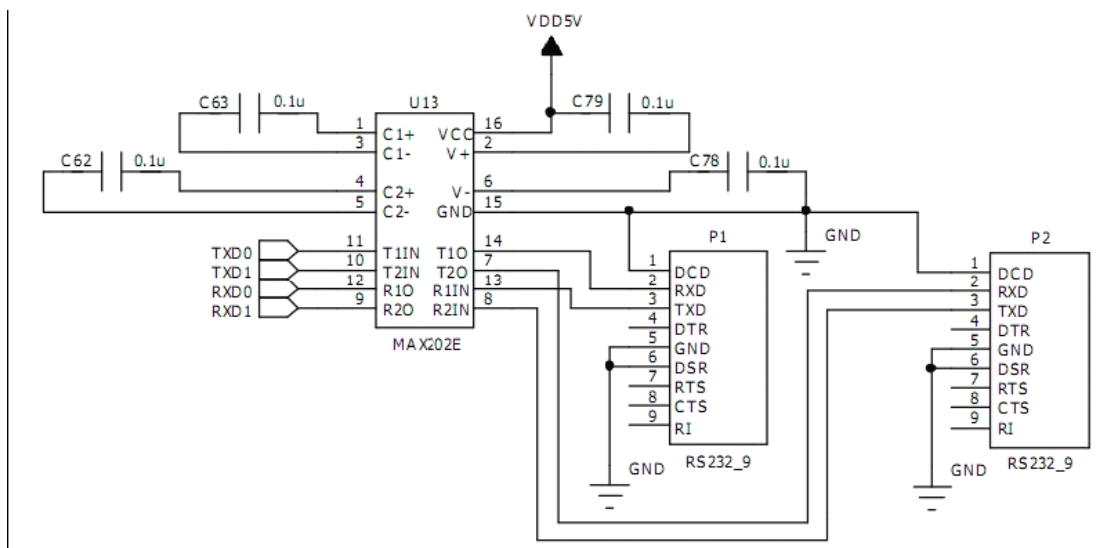 VDD5V
C63 0.1u U13 C79 0.1u
1 C1+ VCC 16
3 C1- V+ 2
C62 0.1u C78 0.1u
4 C2+ V- 6
5 C2- GND 15
GND
TXD0 11 T1IN T1O 14
TXD1 10 T2IN T2O 7
RXD0 12 R1O R1IN 13
RXD1 9 R2O R2IN 8
MAX202E
P1
1 DCD
2 RXD
3 TXD
4 DTR
5 GND
6 DSR
7 RTS
8 CTS
9 RI
RS232_9
GND
P2
1 DCD
2 RXD
3 TXD
4 DTR
5 GND
6 DSR
7 RTS
8 CTS
9 RI
RS232_9
GND